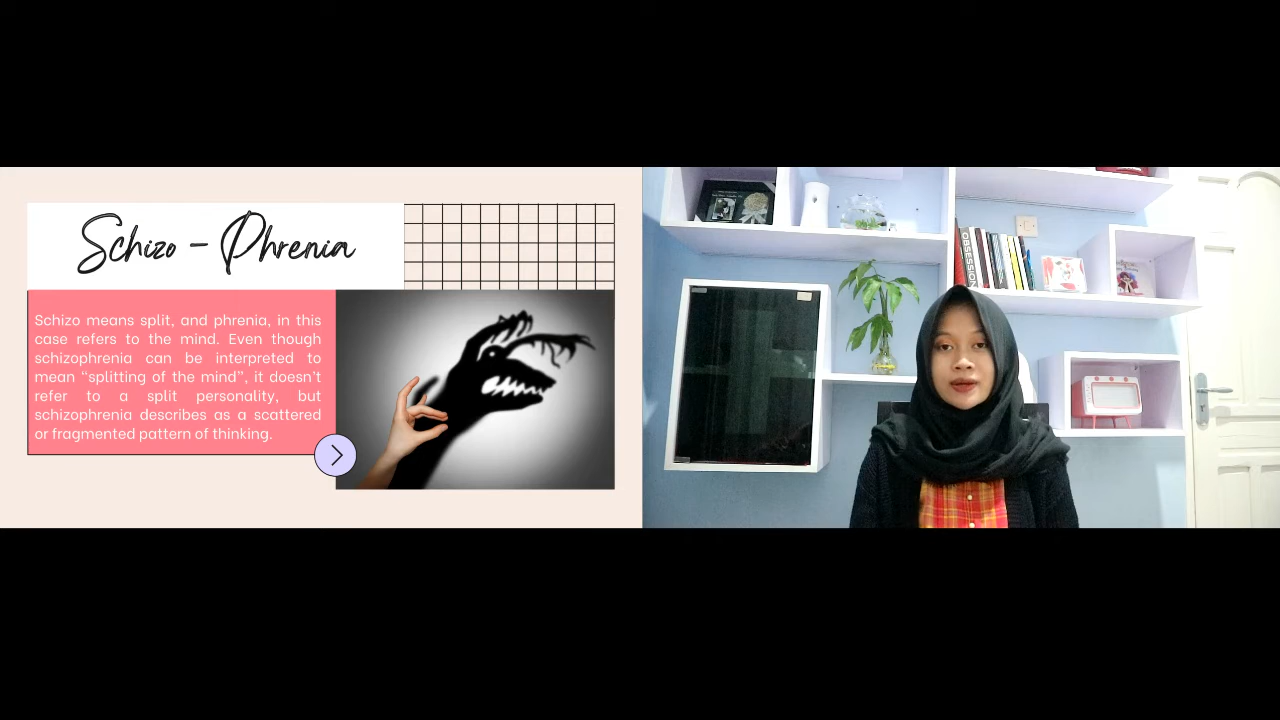 Schizo - Phrenia
Schizo means split, and phrenia, in this
case refers to the mind. Even though
schizophrenia can be interpreted to
mean “splitting of the mind”, it doesn’t
refer to a split personality, but
schizophrenia describes as a scattered
or fragmented pattern of thinking.
OBSESSION